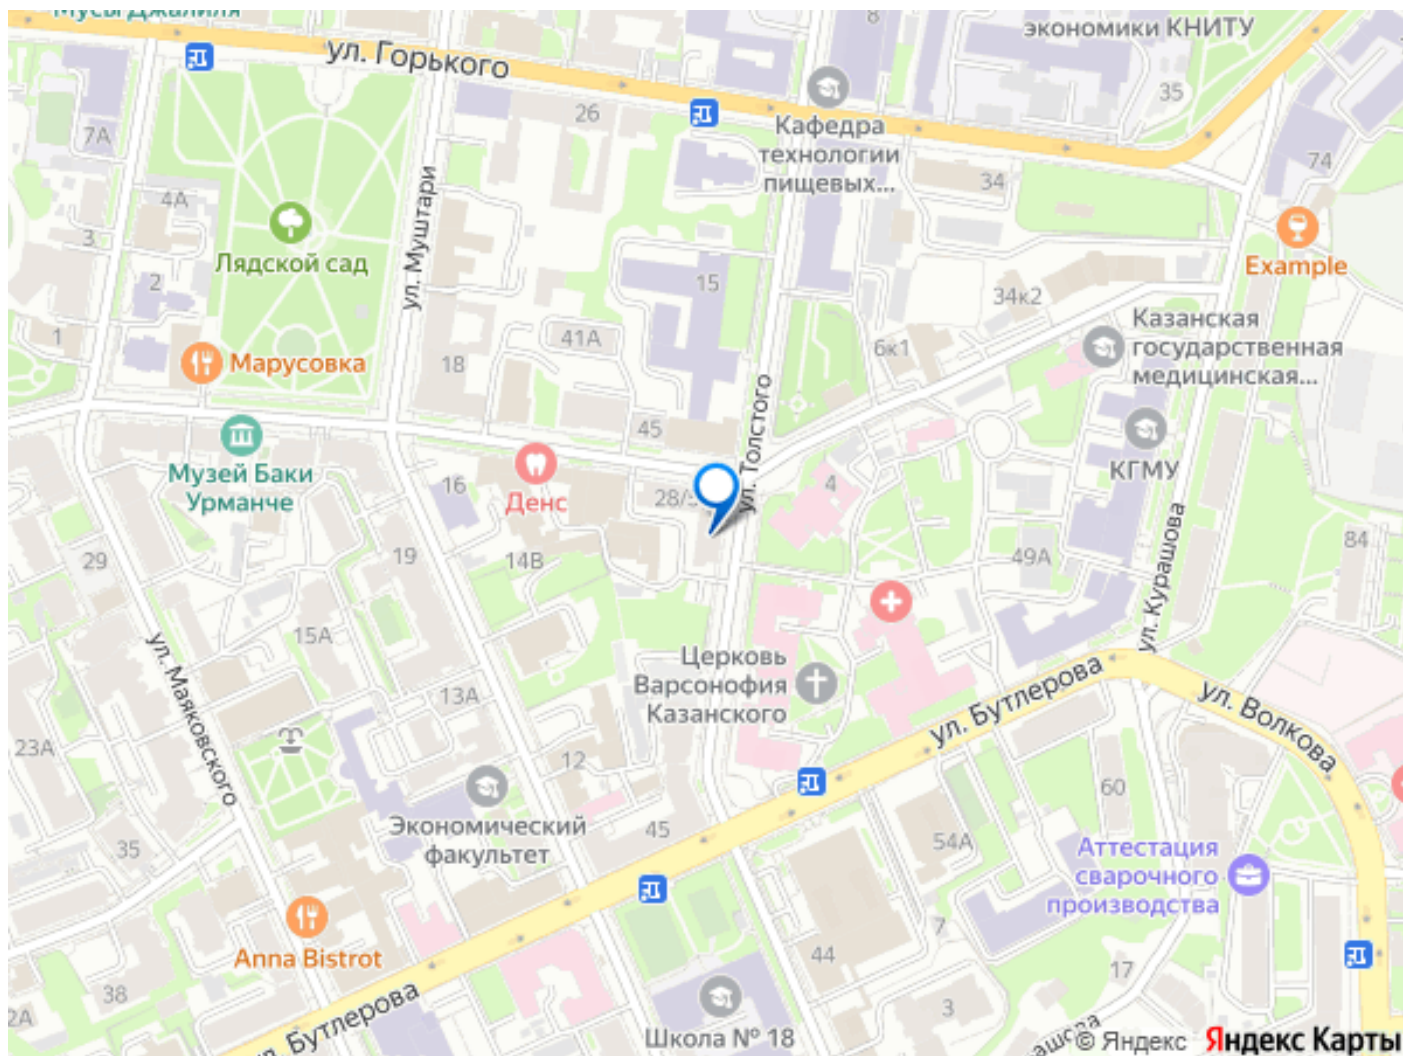 Мусы Джалиля
ул. Горького
8
экономики КНИТУ
35
26
7А
Кафедра
технологии
пищевых...
74
34
4А
3
Лядской сад
ул. Муштари
Example
2
15
34к2
1
41А
6к1
Казанская
государственная
медицинская...
Марусовка
18
ул. Толстого
45
КГМУ
Музей Баки
Урманче
16
Денс
28/5
4
ул. Курашова
84
29
19
14В
49А
15А
ул. Маяковского
Церковь
Варсонофия
Казанского
13А
ул. Бутлерова
ул. Волкова
23А
12
60
Экономический
факультет
45
54А
35
Аттестация
сварочного
производства
7
Anna Bistrot
44
17
38
2А
3
ул. Бутлерова
Школа № 18
© Яндекс
Яндекс Карты